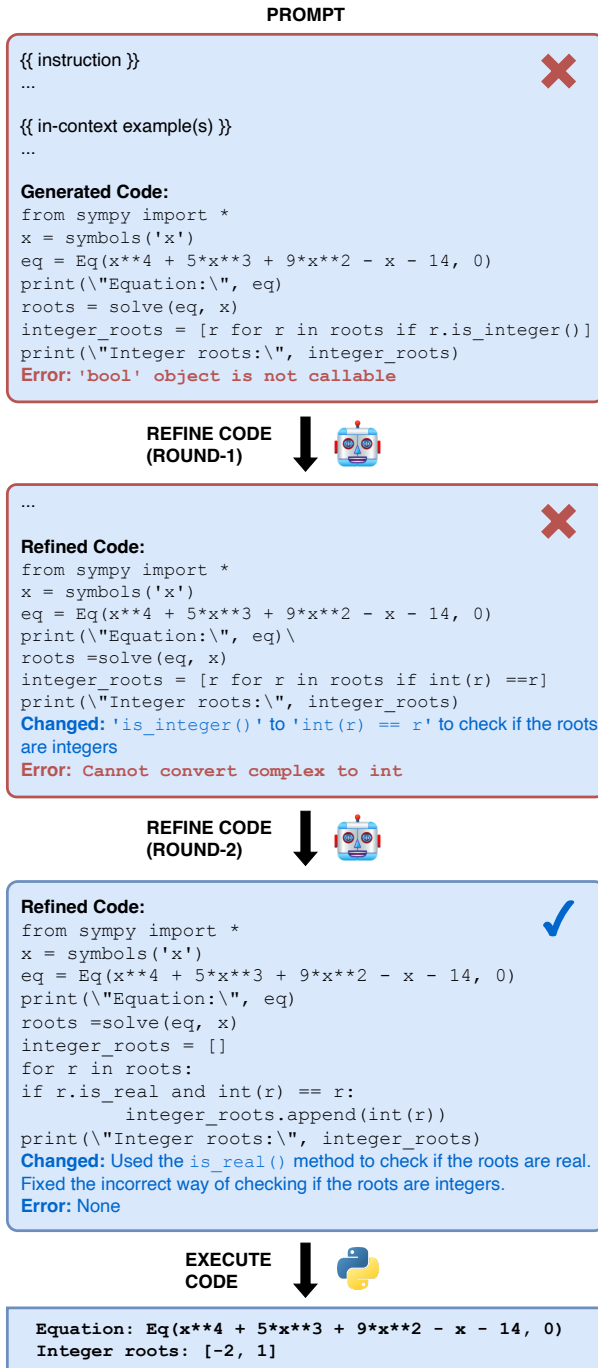 PROMPT
{{ instruction }}
...
{{ in-context example(s) }}
...
Generated Code:
from sympy import *
x = symbols('x')
eq = Eq(x**4 + 5*x**3 + 9*x**2 - x - 14, 0)
print(\"Equation:\", eq)
roots = solve(eq, x)
integer_roots = [r for r in roots if r.is_integer()]
print(\"Integer roots:\", integer_roots)
Error: 'bool' object is not callable
REFINE CODE
(ROUND-1)
...
Refined Code:
from sympy import *
x = symbols('x')
eq = Eq(x**4 + 5*x**3 + 9*x**2 - x - 14, 0)
print(\"Equation:\", eq)\
roots =solve(eq, x)
integer_roots = [r for r in roots if int(r) ==r]
print(\"Integer roots:\", integer_roots)
Changed: 'is_integer()' to 'int(r) == r' to check if the roots
are integers
Error: Cannot convert complex to int
REFINE CODE
(ROUND-2)
Refined Code:
from sympy import *
x = symbols('x')
eq = Eq(x**4 + 5*x**3 + 9*x**2 - x - 14, 0)
print(\"Equation:\", eq)
roots =solve(eq, x)
integer_roots = []
for r in roots:
if r.is_real and int(r) == r:
        integer_roots.append(int(r))
print(\"Integer roots:\", integer_roots)
Changed: Used the is_real() method to check if the roots are real.
Fixed the incorrect way of checking if the roots are integers.
Error: None
EXECUTE
CODE
Equation: Eq(x**4 + 5*x**3 + 9*x**2 - x - 14, 0)
Integer roots: [-2, 1]